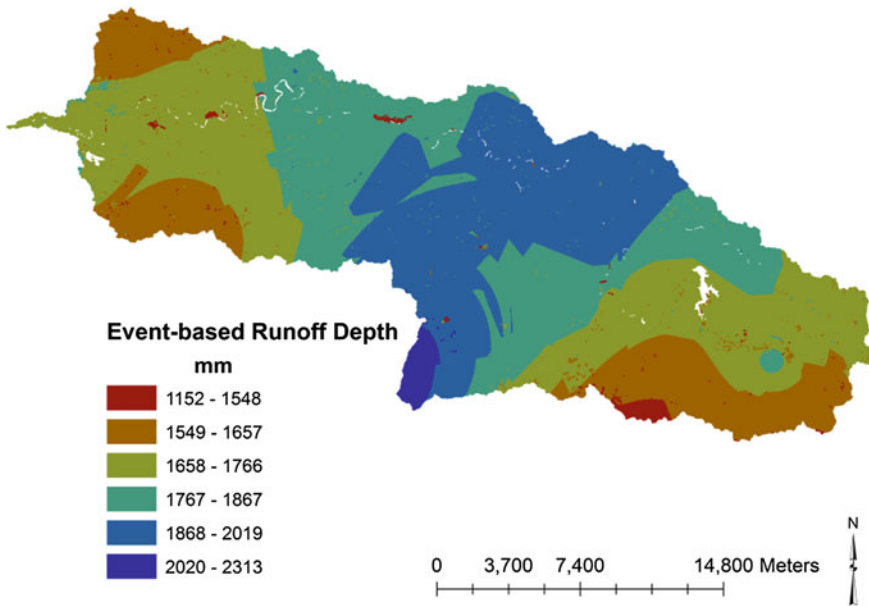 Event-based Runoff Depth
mm
1152 - 1548
1549 - 1657
1658 - 1766
1767 - 1867
1868 - 2019
2020 - 2313
0 3,700 7,400 14,800 Meters
N